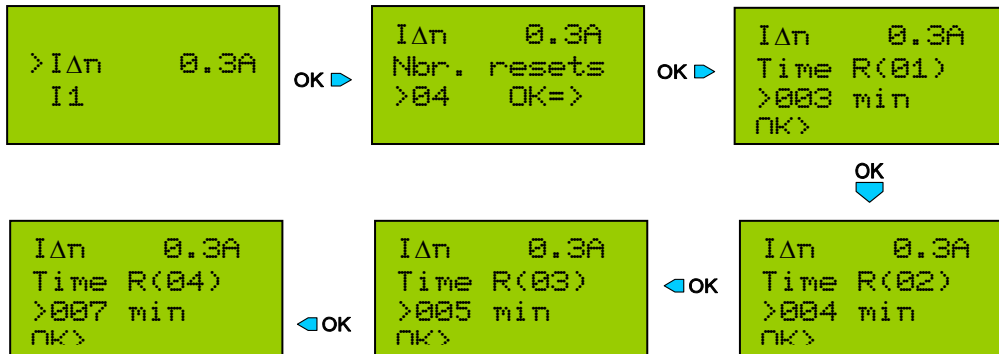 >IΔn 0.3A
I1
OK
IΔn 0.3A
Nbr. resets
>04 OK=>
OK
IΔn 0.3A
Time R(01)
>003 min
OK>
OK
IΔn 0.3A
Time R(02)
>004 min
OK>
OK
IΔn 0.3A
Time R(03)
>005 min
OK>
OK
IΔn 0.3A
Time R(04)
>007 min
OK>